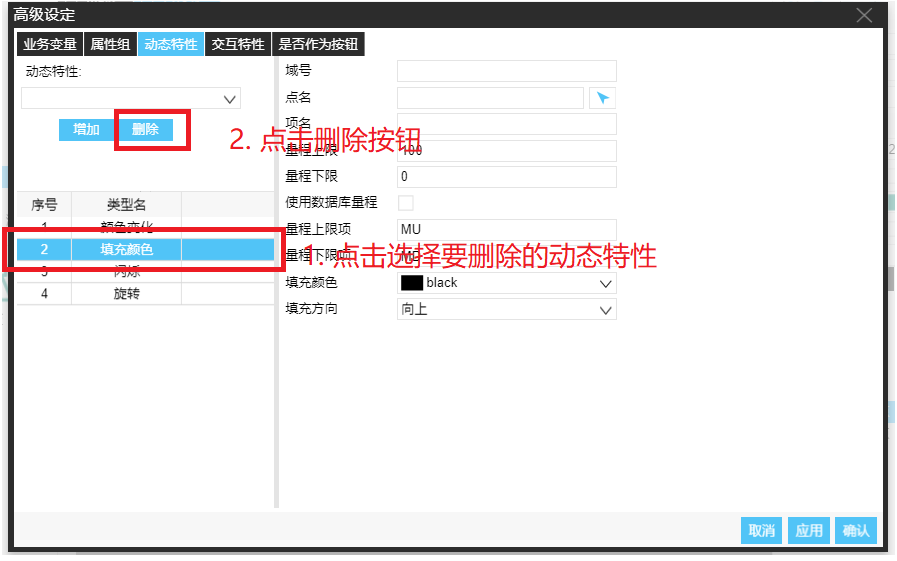 高级设定
业务变量 属性组 动态特性 交互特性 是否作为按钮
动态特性:
增加 删除
2. 点击删除按钮
序号 类型名
1 颜色变化
2 填充颜色
3 闪烁
4 旋转
1. 点击选择要删除的动态特性
域号
点名
项名
量程上限 100
量程下限 0
使用数据库量程
量程上限项 MU
量程下限项
填充颜色 black
填充方向 向上
取消 应用 确认